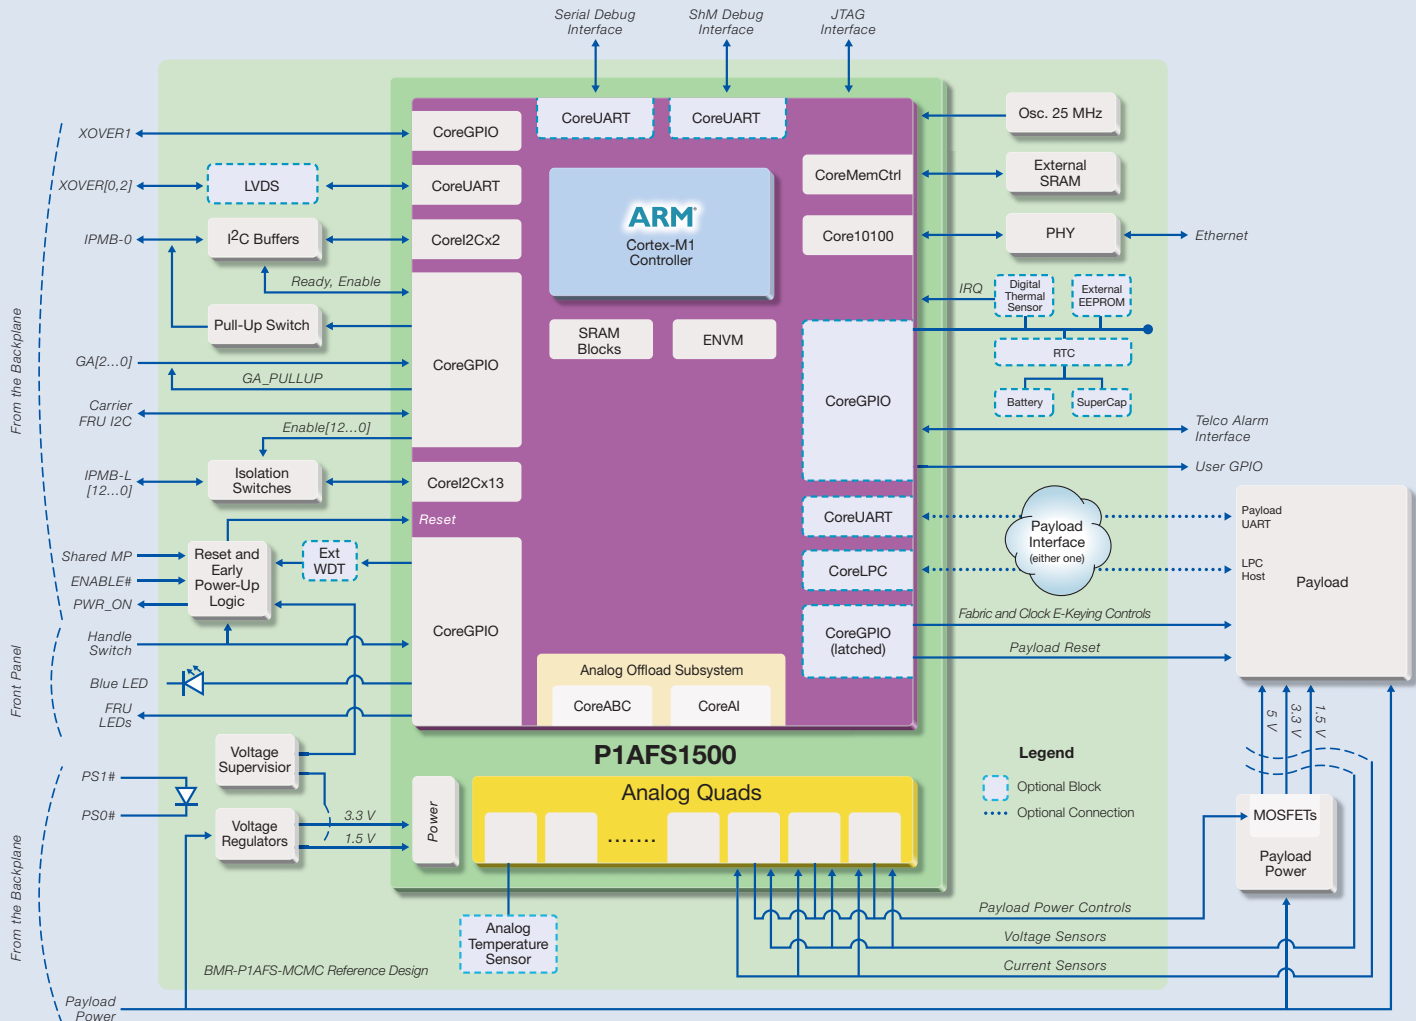 Serial Debug
Interface
ShM Debug
Interface
JTAG
Interface
XOVER1
XOVER[0,2]
IPMB-0
GA[2...0]
Carrier
FRU I2C
IPMB-L
[12...0]
Shared MP
ENABLE#
PWR_ON
Handle
Switch
Blue LED
FRU
LEDs
PS1#
PS0#
Payload
Power
From the Backplane
Front Panel
From the Backplane
LVDS
I2C Buffers
Ready, Enable
Pull-Up Switch
GA_PULLUP
Enable[12...0]
Isolation
Switches
Reset
Reset and
Early
Power-Up
Logic
Ext
WDT
Voltage
Supervisior
Voltage
Regulators
3.3 V
1.5 V
CoreGPIO
CoreUART
CoreI2Cx2
CoreGPIO
CoreI2Cx13
CoreGPIO
CoreUART
CoreUART
ARM
Cortex-M1
Controller
SRAM
Blocks
ENVM
CoreMemCtrl
Core10100
CoreGPIO
CoreUART
CoreLPC
CoreGPIO
(latched)
Analog Offload Subsystem
CoreABC
CoreAI
P1AFS1500
Power
Analog Quads
.......
Analog
Temperature
Sensor
BMR-P1AFS-MCMC Reference Design
Osc. 25 MHz
External
SRAM
PHY
Ethernet
IRQ
Digital
Thermal
Sensor
External
EEPROM
RTC
Battery
SuperCap
Telco Alarm
Interface
User GPIO
Payload
Interface
(either one)
Payload
UART
LPC
Host
Payload
Fabric and Clock E-Keying Controls
Payload Reset
5 V
3.3 V
1.5 V
Legend
Optional Block
Optional Connection
MOSFETs
Payload
Power
Payload Power Controls
Voltage Sensors
Current Sensors